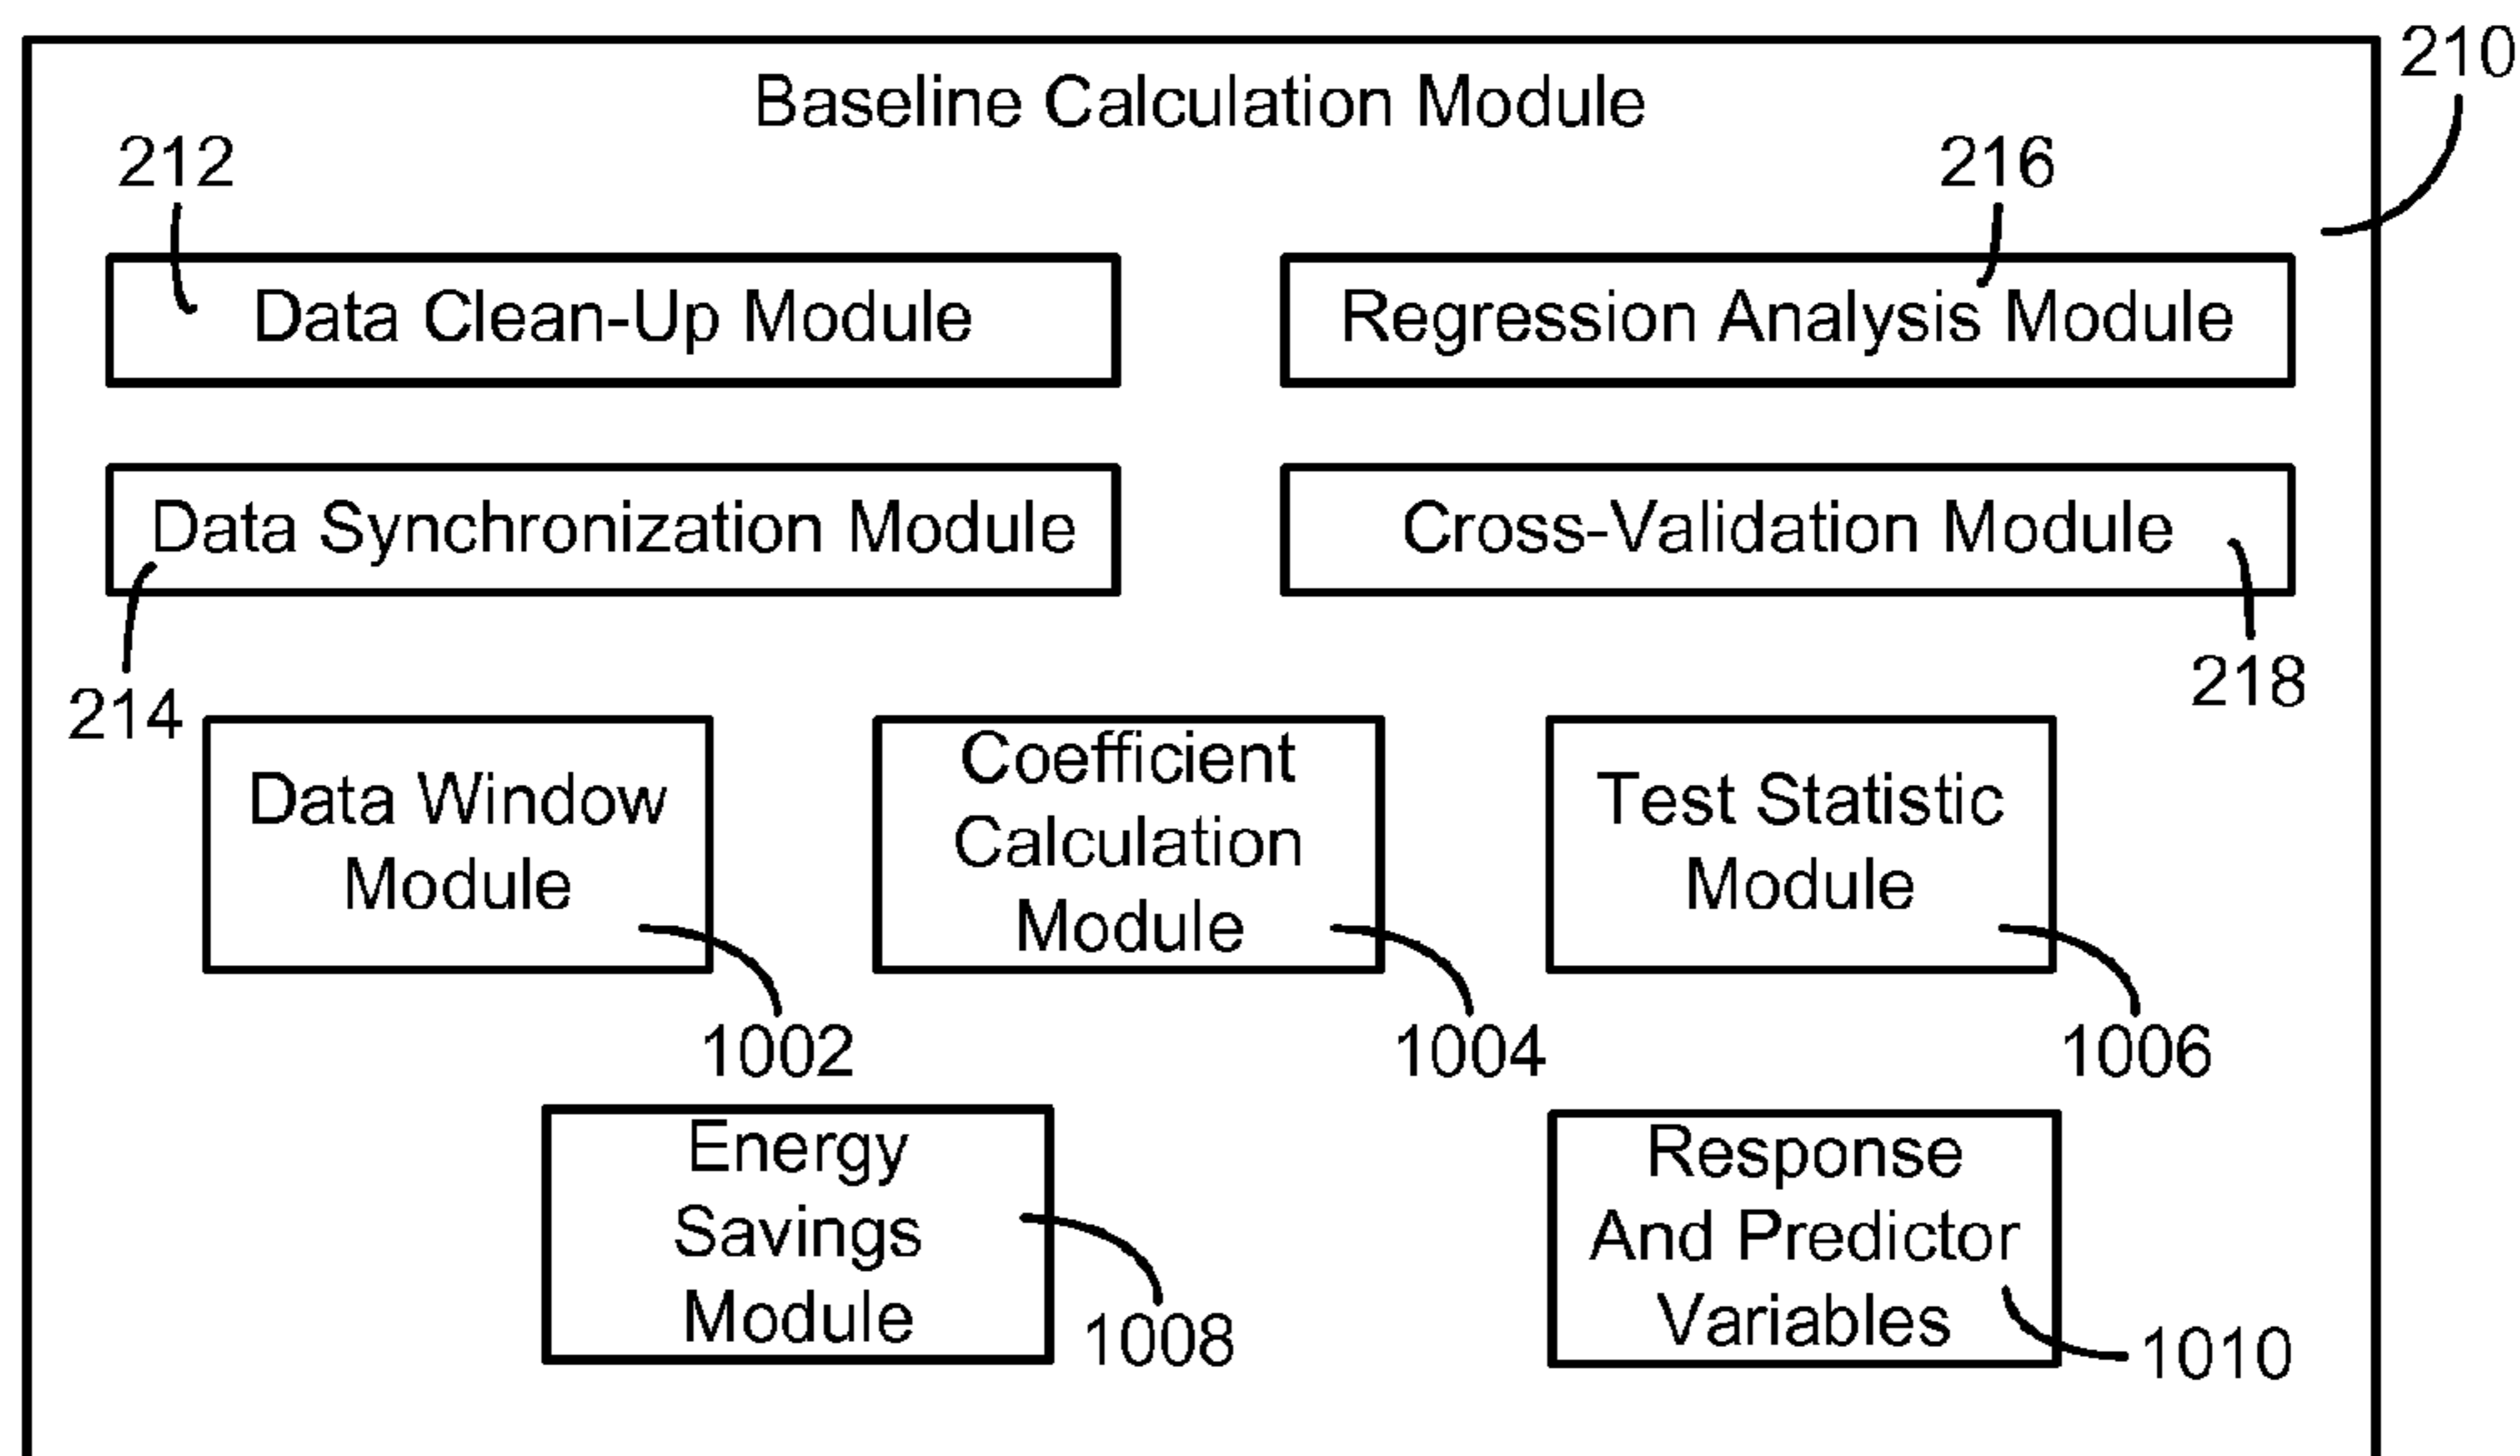 210
Baseline Calculation Module
212
216
Data Clean-Up Module
Regression Analysis Module
Data Synchronization Module
Cross-Validation Module
214
218
Data Window
Module
Coefficient
Calculation
Module
Test Statistic
Module
1002
1004
1006
Energy
Savings
Module
1008
Response
And Predictor
Variables
1010